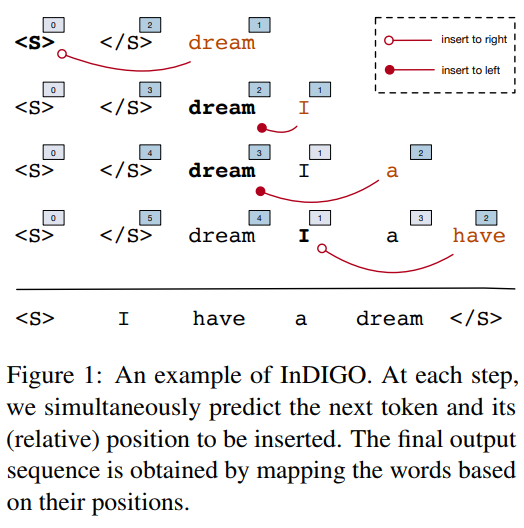 0 2 1
<S> </S> dream
insert to right
insert to left
0 3 2 1
<S> </S> dream I
0 4 3 1 2
<S> </S> dream I a
0 5 4 1 3 2
<S> </S> dream I a have
<S> I have a dream </S>
Figure 1: An example of InDIGO. At each step,
we simultaneously predict the next token and its
(relative) position to be inserted. The final output
sequence is obtained by mapping the words based
on their positions.